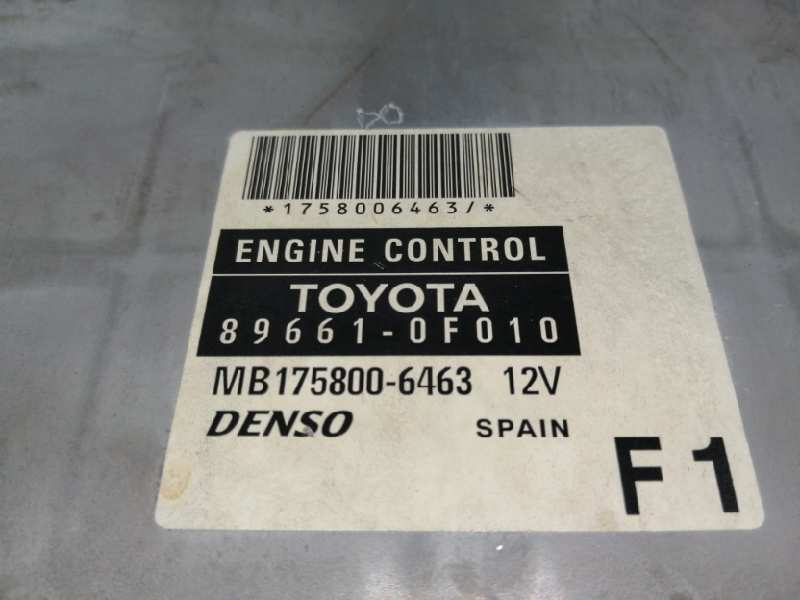 *1758006463/*
ENGINE CONTROL
TOYOTA
89661-0F010
MB175800-6463 12V
DENSO SPAIN
F1